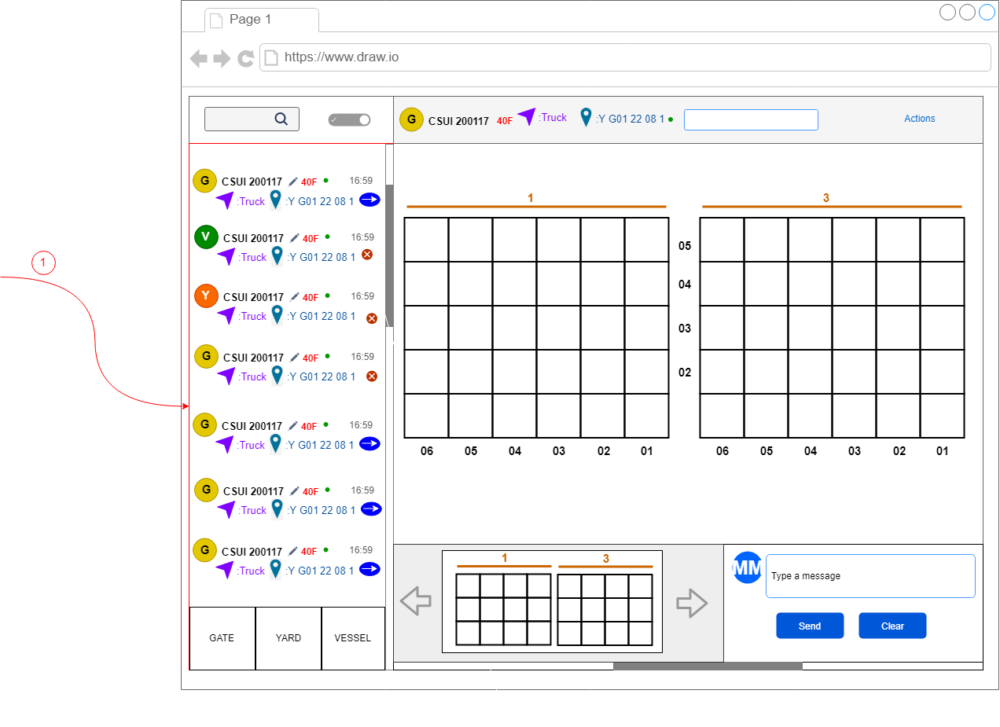 Page 1
https://www.draw.io
G CSUI 200117 40F :Truck :Y G01 22 08 1 Actions
G CSUI 200117 40F 16:59
:Truck :Y G01 22 08 1
V CSUI 200117 40F 16:59
:Truck :Y G01 22 08 1
1
Y CSUI 200117 40F 16:59
:Truck :Y G01 22 08 1
G CSUI 200117 40F 16:59
:Truck :Y G01 22 08 1
G CSUI 200117 40F 16:59
:Truck :Y G01 22 08 1
G CSUI 200117 40F 16:59
:Truck :Y G01 22 08 1
G CSUI 200117 40F 16:59
:Truck :Y G01 22 08 1
GATE YARD VESSEL
1 3
05
04
03
02
06 05 04 03 02 01 06 05 04 03 02 01
1 3
MM Type a message
Send Clear